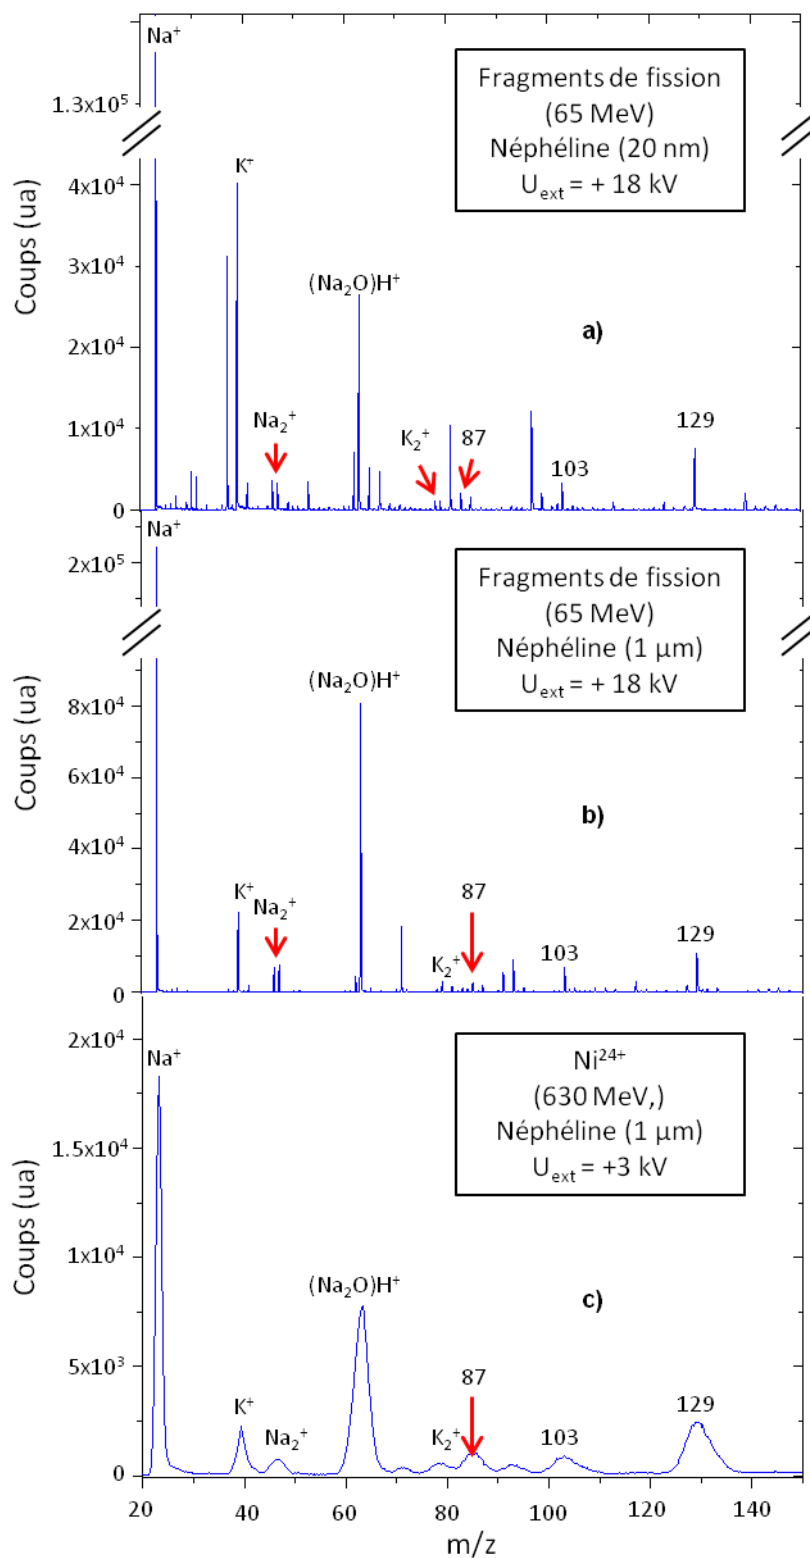 Na⁺
1.3x10⁵
Fragments de fission
(65 MeV)
Néphéline (20 nm)
U_ext = + 18 kV
K⁺
4x10⁴
3x10⁴
(Na₂O)H⁺
Coups (ua)
a)
2x10⁴
Na₂⁺
K₂⁺
87
129
1x10⁴
103
0
Na⁺
2x10⁵
Fragments de fission
(65 MeV)
Néphéline (1 µm)
U_ext = + 18 kV
(Na₂O)H⁺
8x10⁴
Coups (ua)
6x10⁴
b)
4x10⁴
K⁺
Na₂⁺
87
2x10⁴
K₂⁺
103
129
0
2x10⁴
Na⁺
Ni²⁴⁺
(630 MeV,)
Néphéline (1 µm)
U_ext = +3 kV
1.5x10⁴
Coups (ua)
1x10⁴
(Na₂O)H⁺
c)
5x10³
87
K⁺
Na₂⁺
K₂⁺
103
129
0
20 40 60 80 100 120 140
m/z